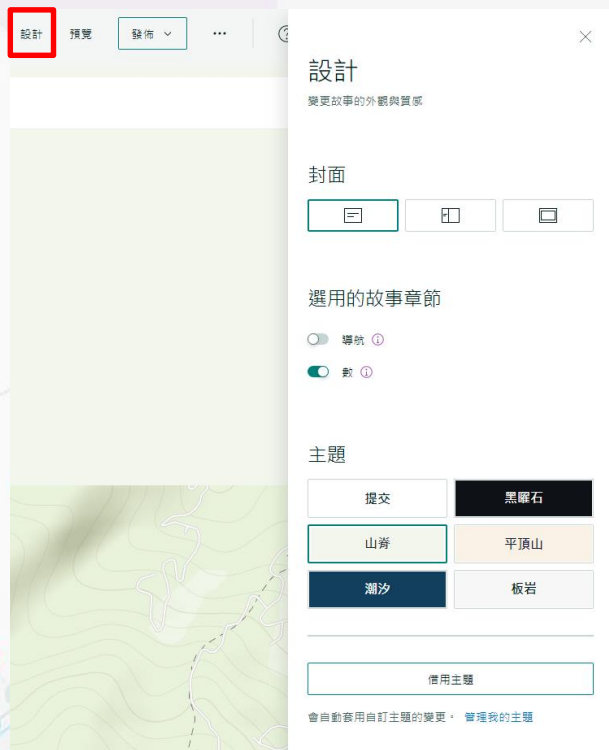 設計 預覽 發佈 ...
設計
變更故事的外觀與質感
封面
選用的故事章節
導航
數
主題
提交 黑曜石
山脊 平頂山
潮汐 板岩
借用主題
會自動套用自訂主題的變更。 管理我的主題